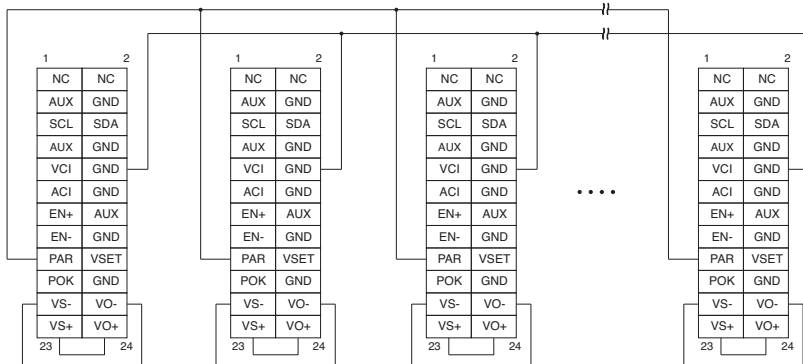 1 2 1 2 1 2 1 2
NC NC NC NC NC NC NC NC
AUX GND AUX GND AUX GND AUX GND
SCL SDA SCL SDA SCL SDA SCL SDA
AUX GND AUX GND AUX GND AUX GND
VCI GND VCI GND VCI GND VCI GND
ACI GND ACI GND ACI GND ACI GND
EN+ AUX EN+ AUX EN+ AUX EN+ AUX
EN- GND EN- GND EN- GND EN- GND
PAR VSET PAR VSET PAR VSET PAR VSET
POK GND POK GND POK GND POK GND
VS- VO- VS- VO- VS- VO- VS- VO-
VS+ VO+ VS+ VO+ VS+ VO+ VS+ VO+
23 24 23 24 23 24 23 24